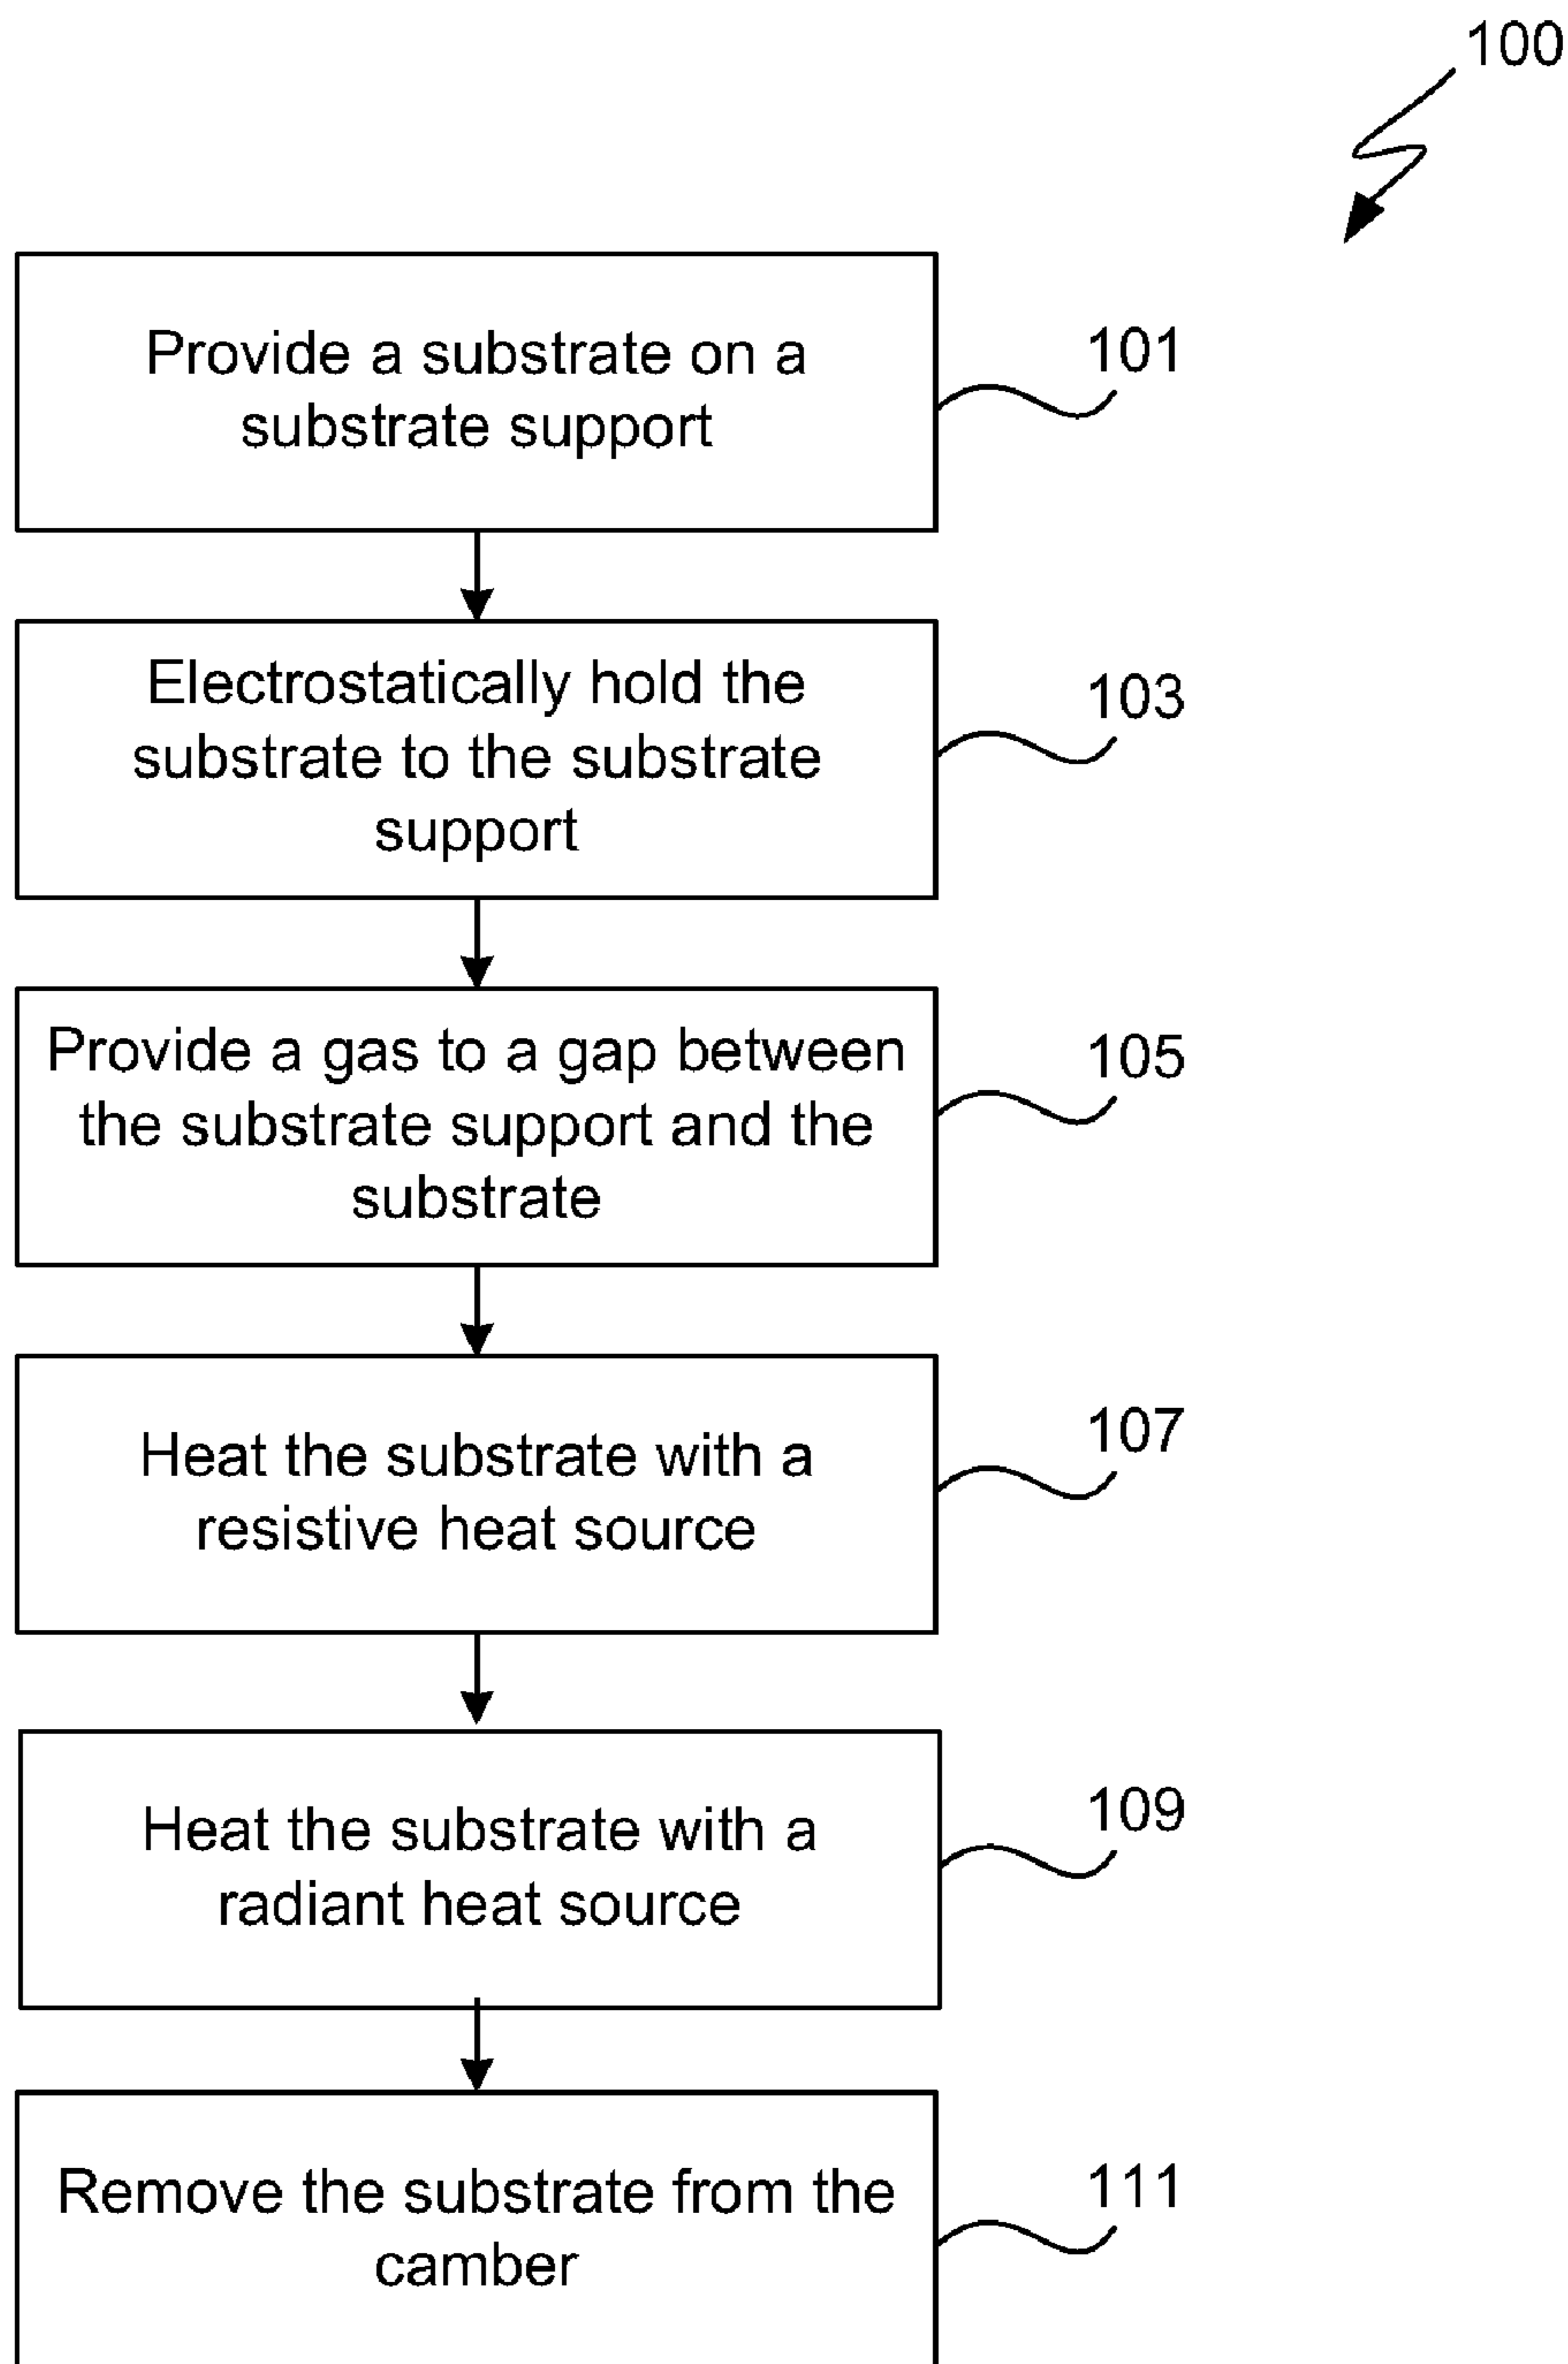 100
Provide a substrate on a
substrate support
101
Electrostatically hold the
substrate to the substrate
support
103
Provide a gas to a gap between
the substrate support and the
substrate
105
Heat the substrate with a
resistive heat source
107
Heat the substrate with a
radiant heat source
109
Remove the substrate from the
camber
111